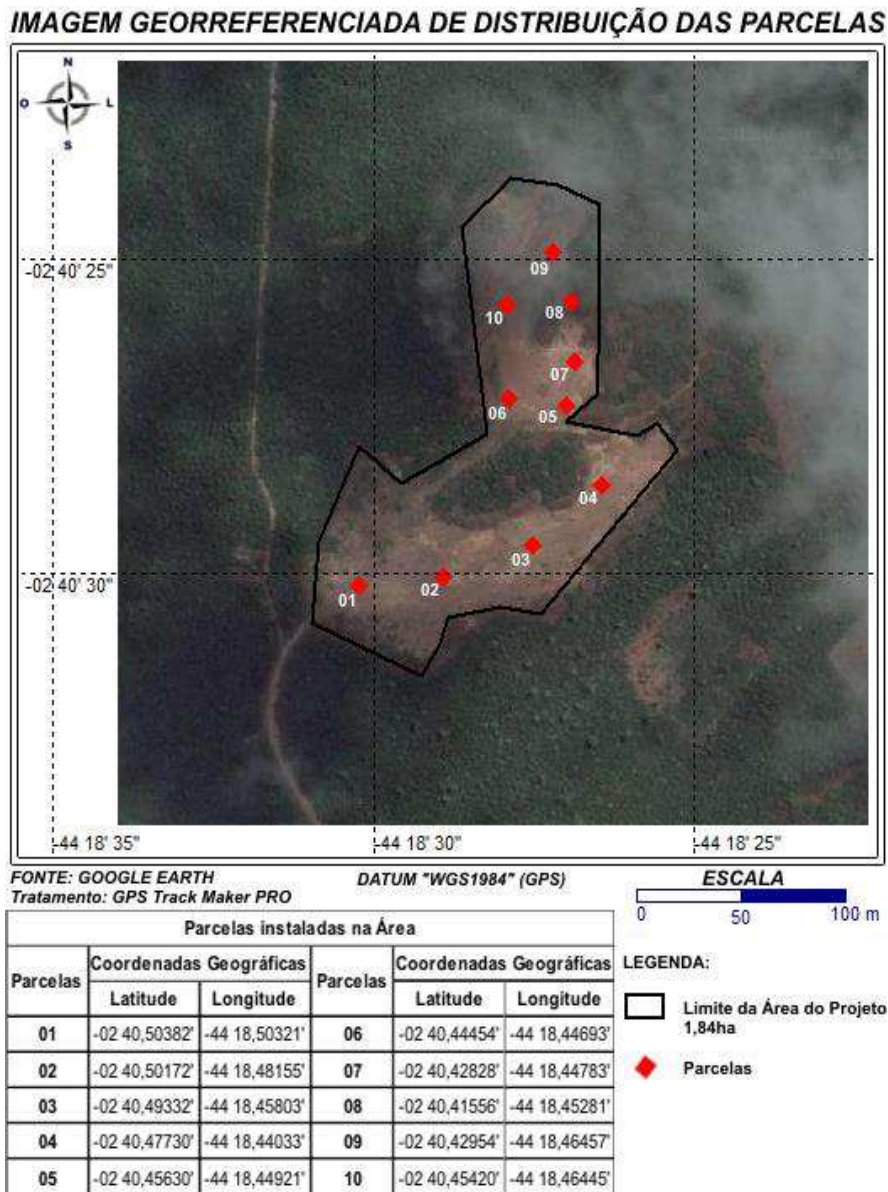 IMAGEM GEORREFERENCIADA DE DISTRIBUIÇÃO DAS PARCELAS
N
O L
S
-02 40' 25"
09
10 08
07
06 05
04
03
-02 40' 30"
01 02
-44 18' 35" -44 18' 30" -44 18' 25"
FONTE: GOOGLE EARTH DATUM "WGS1984" (GPS) ESCALA
Tratamento: GPS Track Maker PRO
0 50 100 m
Parcelas instaladas na Área
Parcelas Coordenadas Geográficas Parcelas Coordenadas Geográficas
Latitude Longitude Latitude Longitude
01 -02 40,50382' -44 18,50321' 06 -02 40,44454' -44 18,44693'
02 -02 40,50172' -44 18,48155' 07 -02 40,42828' -44 18,44783'
03 -02 40,49332' -44 18,45803' 08 -02 40,41556' -44 18,45281'
04 -02 40,47730' -44 18,44033' 09 -02 40,42954' -44 18,46457'
05 -02 40,45630' -44 18,44921' 10 -02 40,45420' -44 18,46445'
LEGENDA:
Limite da Área do Projeto
1,84ha
Parcelas